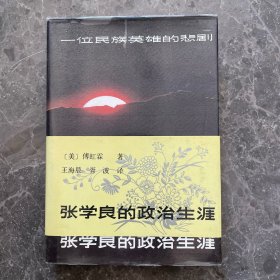 一位民族英雄的悲剧
〔美〕傅虹霖 著
王海晨 胥波 译
张学良的政治生涯
张学良的政治生涯